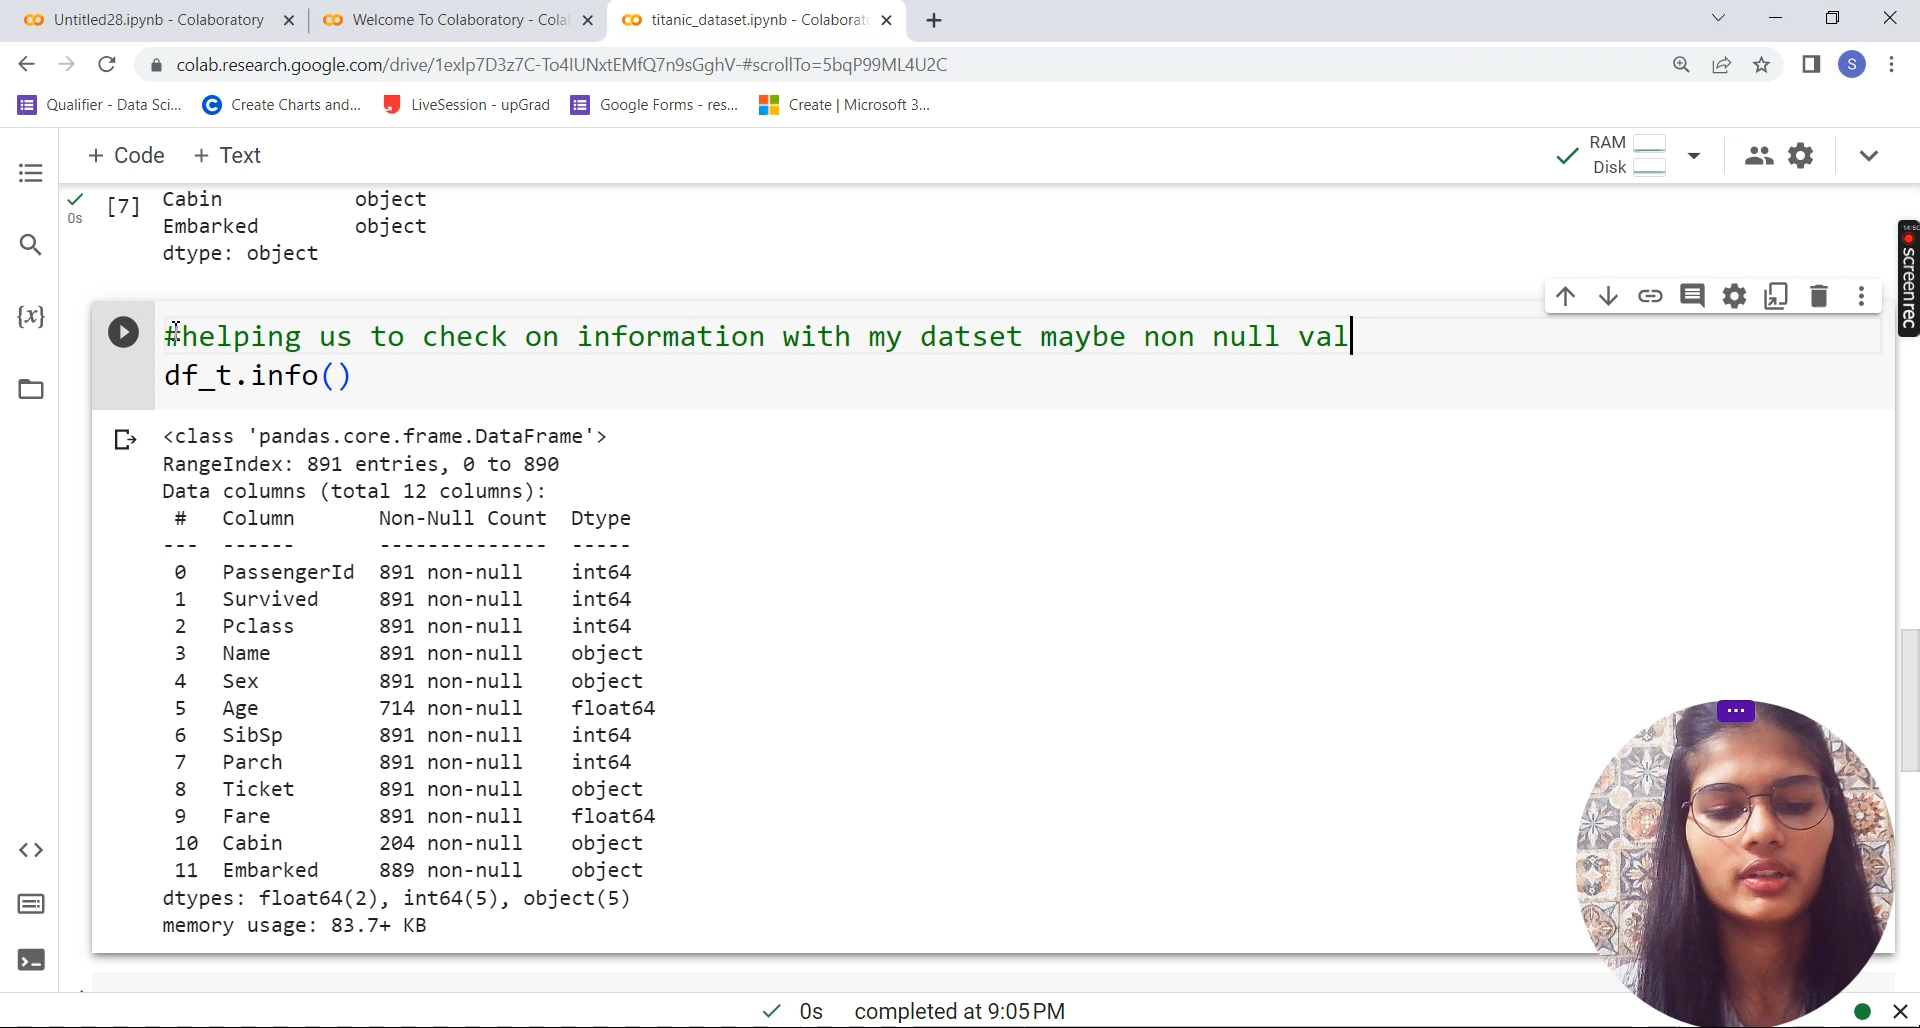 Untitled28.ipynb - Colaboratory
Welcome To Colaboratory - Cola
titanic_dataset.ipynb - Colaborat
colab.research.google.com/drive/1exlp7D3z7C-To4IUNxtEMfQ7n9sGghV-#scrollTo=5bqP99ML4U2C
S
Qualifier - Data Sci...
Create Charts and...
LiveSession - upGrad
Google Forms - res...
Create | Microsoft 3...
+ Code + Text
RAM
Disk
0s
[7]
Cabin object
Embarked object
dtype: object
screenrec
#helping us to check on information with my datset maybe non null val
df_t.info()
<class 'pandas.core.frame.DataFrame'>
RangeIndex: 891 entries, 0 to 890
Data columns (total 12 columns):
# Column Non-Null Count Dtype
--- ------ -------------- -----
0 PassengerId 891 non-null int64
1 Survived 891 non-null int64
2 Pclass 891 non-null int64
3 Name 891 non-null object
4 Sex 891 non-null object
5 Age 714 non-null float64
6 SibSp 891 non-null int64
7 Parch 891 non-null int64
8 Ticket 891 non-null object
9 Fare 891 non-null float64
10 Cabin 204 non-null object
11 Embarked 889 non-null object
dtypes: float64(2), int64(5), object(5)
memory usage: 83.7+ KB
0s completed at 9:05 PM